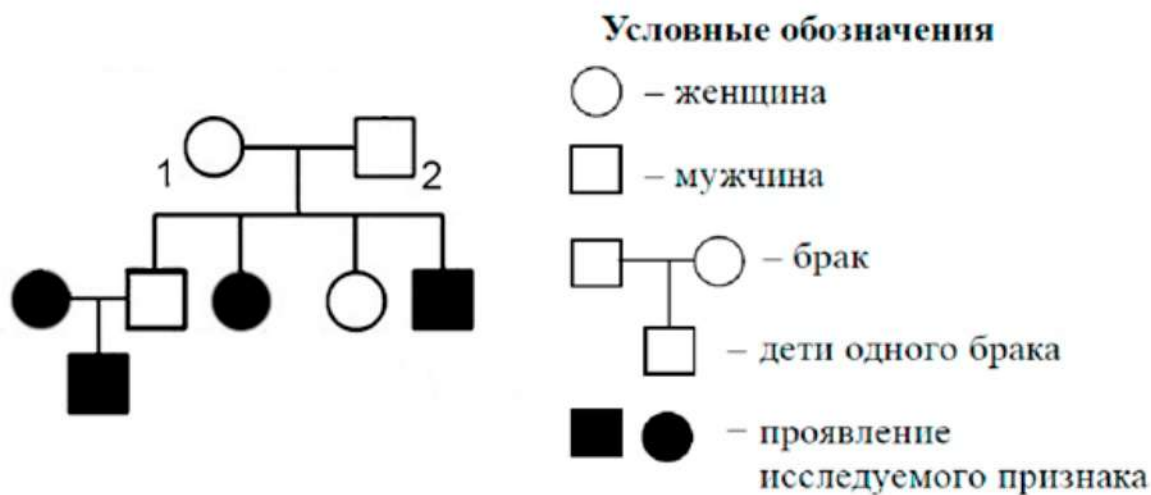 Условные обозначения
– женщина
1
2
– мужчина
– брак
– дети одного брака
– проявление
исследуемого признака